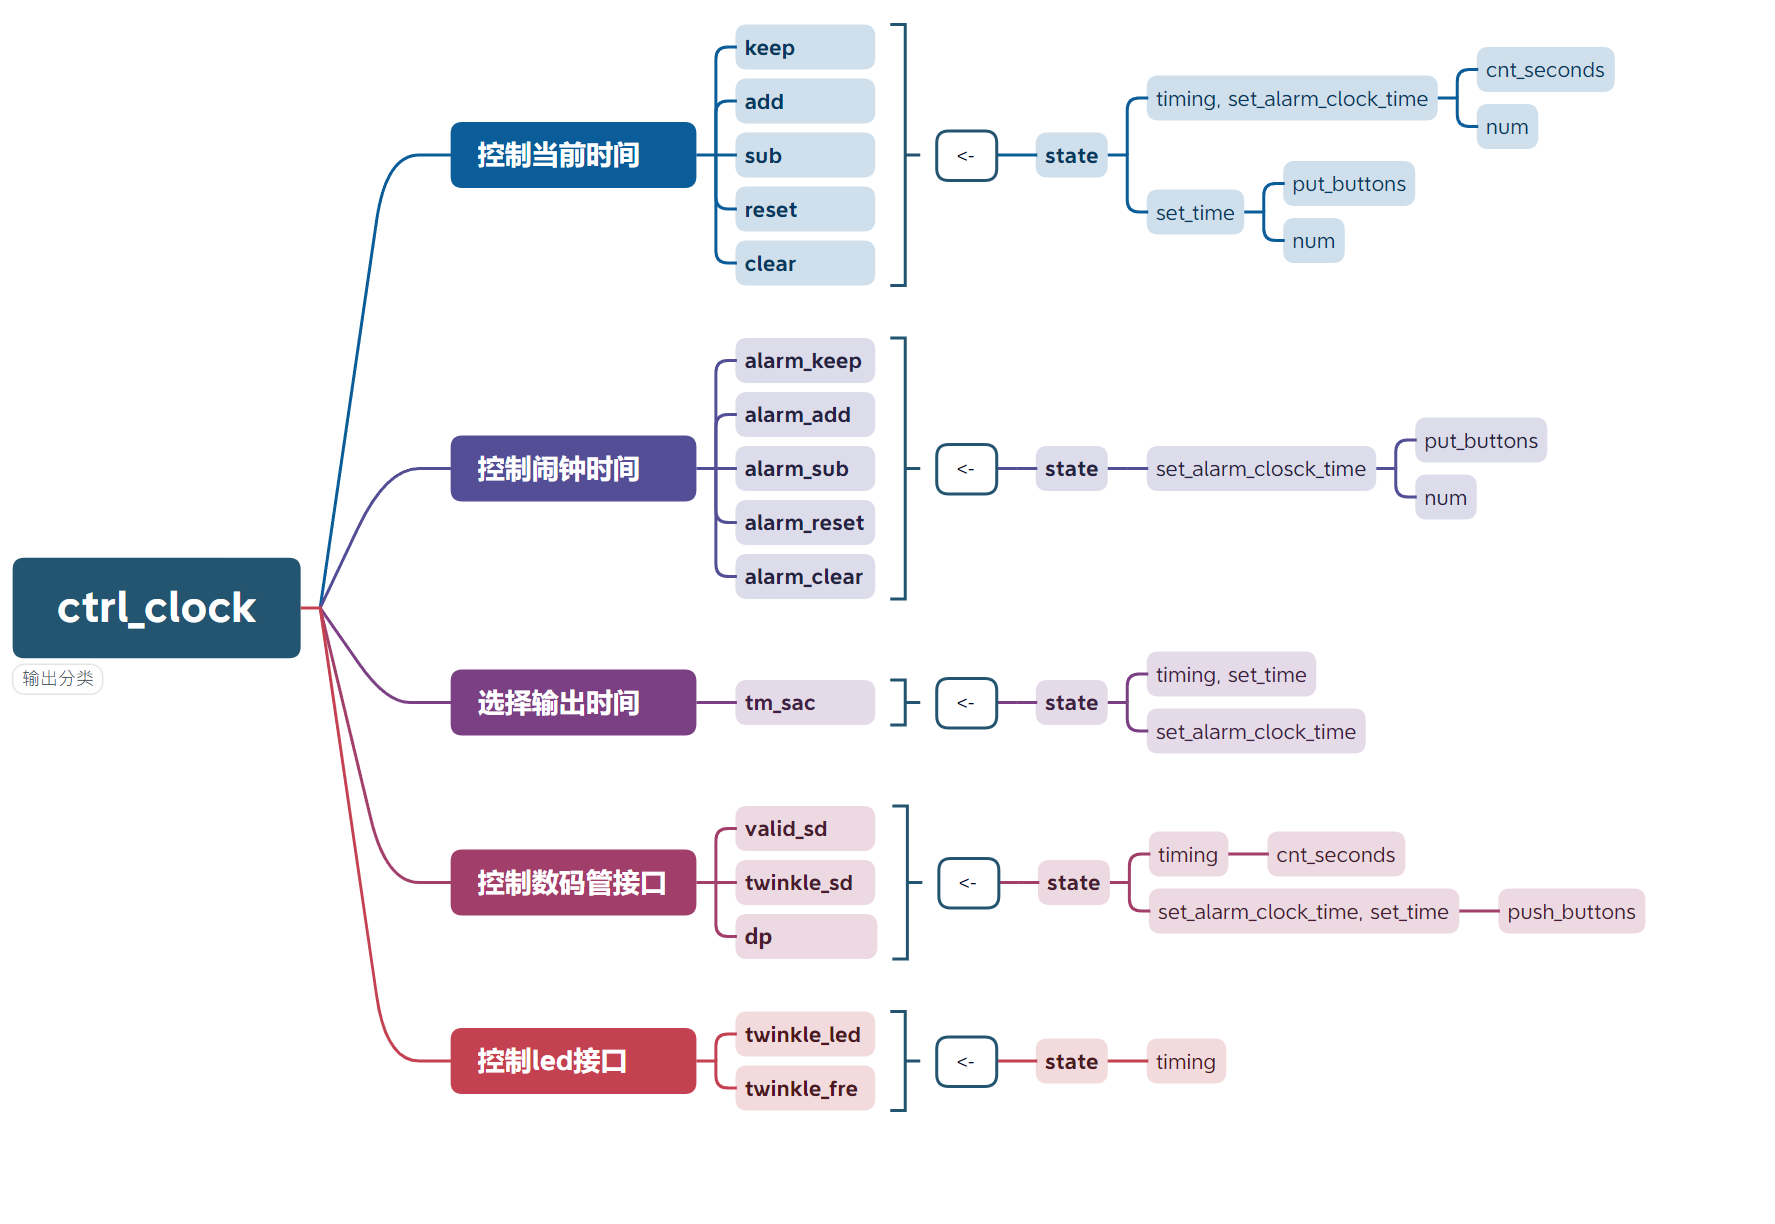 ctrl_clock
输出分类
控制当前时间
keep
add
sub
reset
clear
<-
state
timing, set_alarm_clock_time
cnt_seconds
num
set_time
put_buttons
num
控制闹钟时间
alarm_keep
alarm_add
alarm_sub
alarm_reset
alarm_clear
<-
state
set_alarm_closck_time
put_buttons
num
选择输出时间
tm_sac
<-
state
timing, set_time
set_alarm_clock_time
控制数码管接口
valid_sd
twinkle_sd
dp
<-
state
timing
cnt_seconds
set_alarm_clock_time, set_time
push_buttons
控制led接口
twinkle_led
twinkle_fre
<-
state
timing